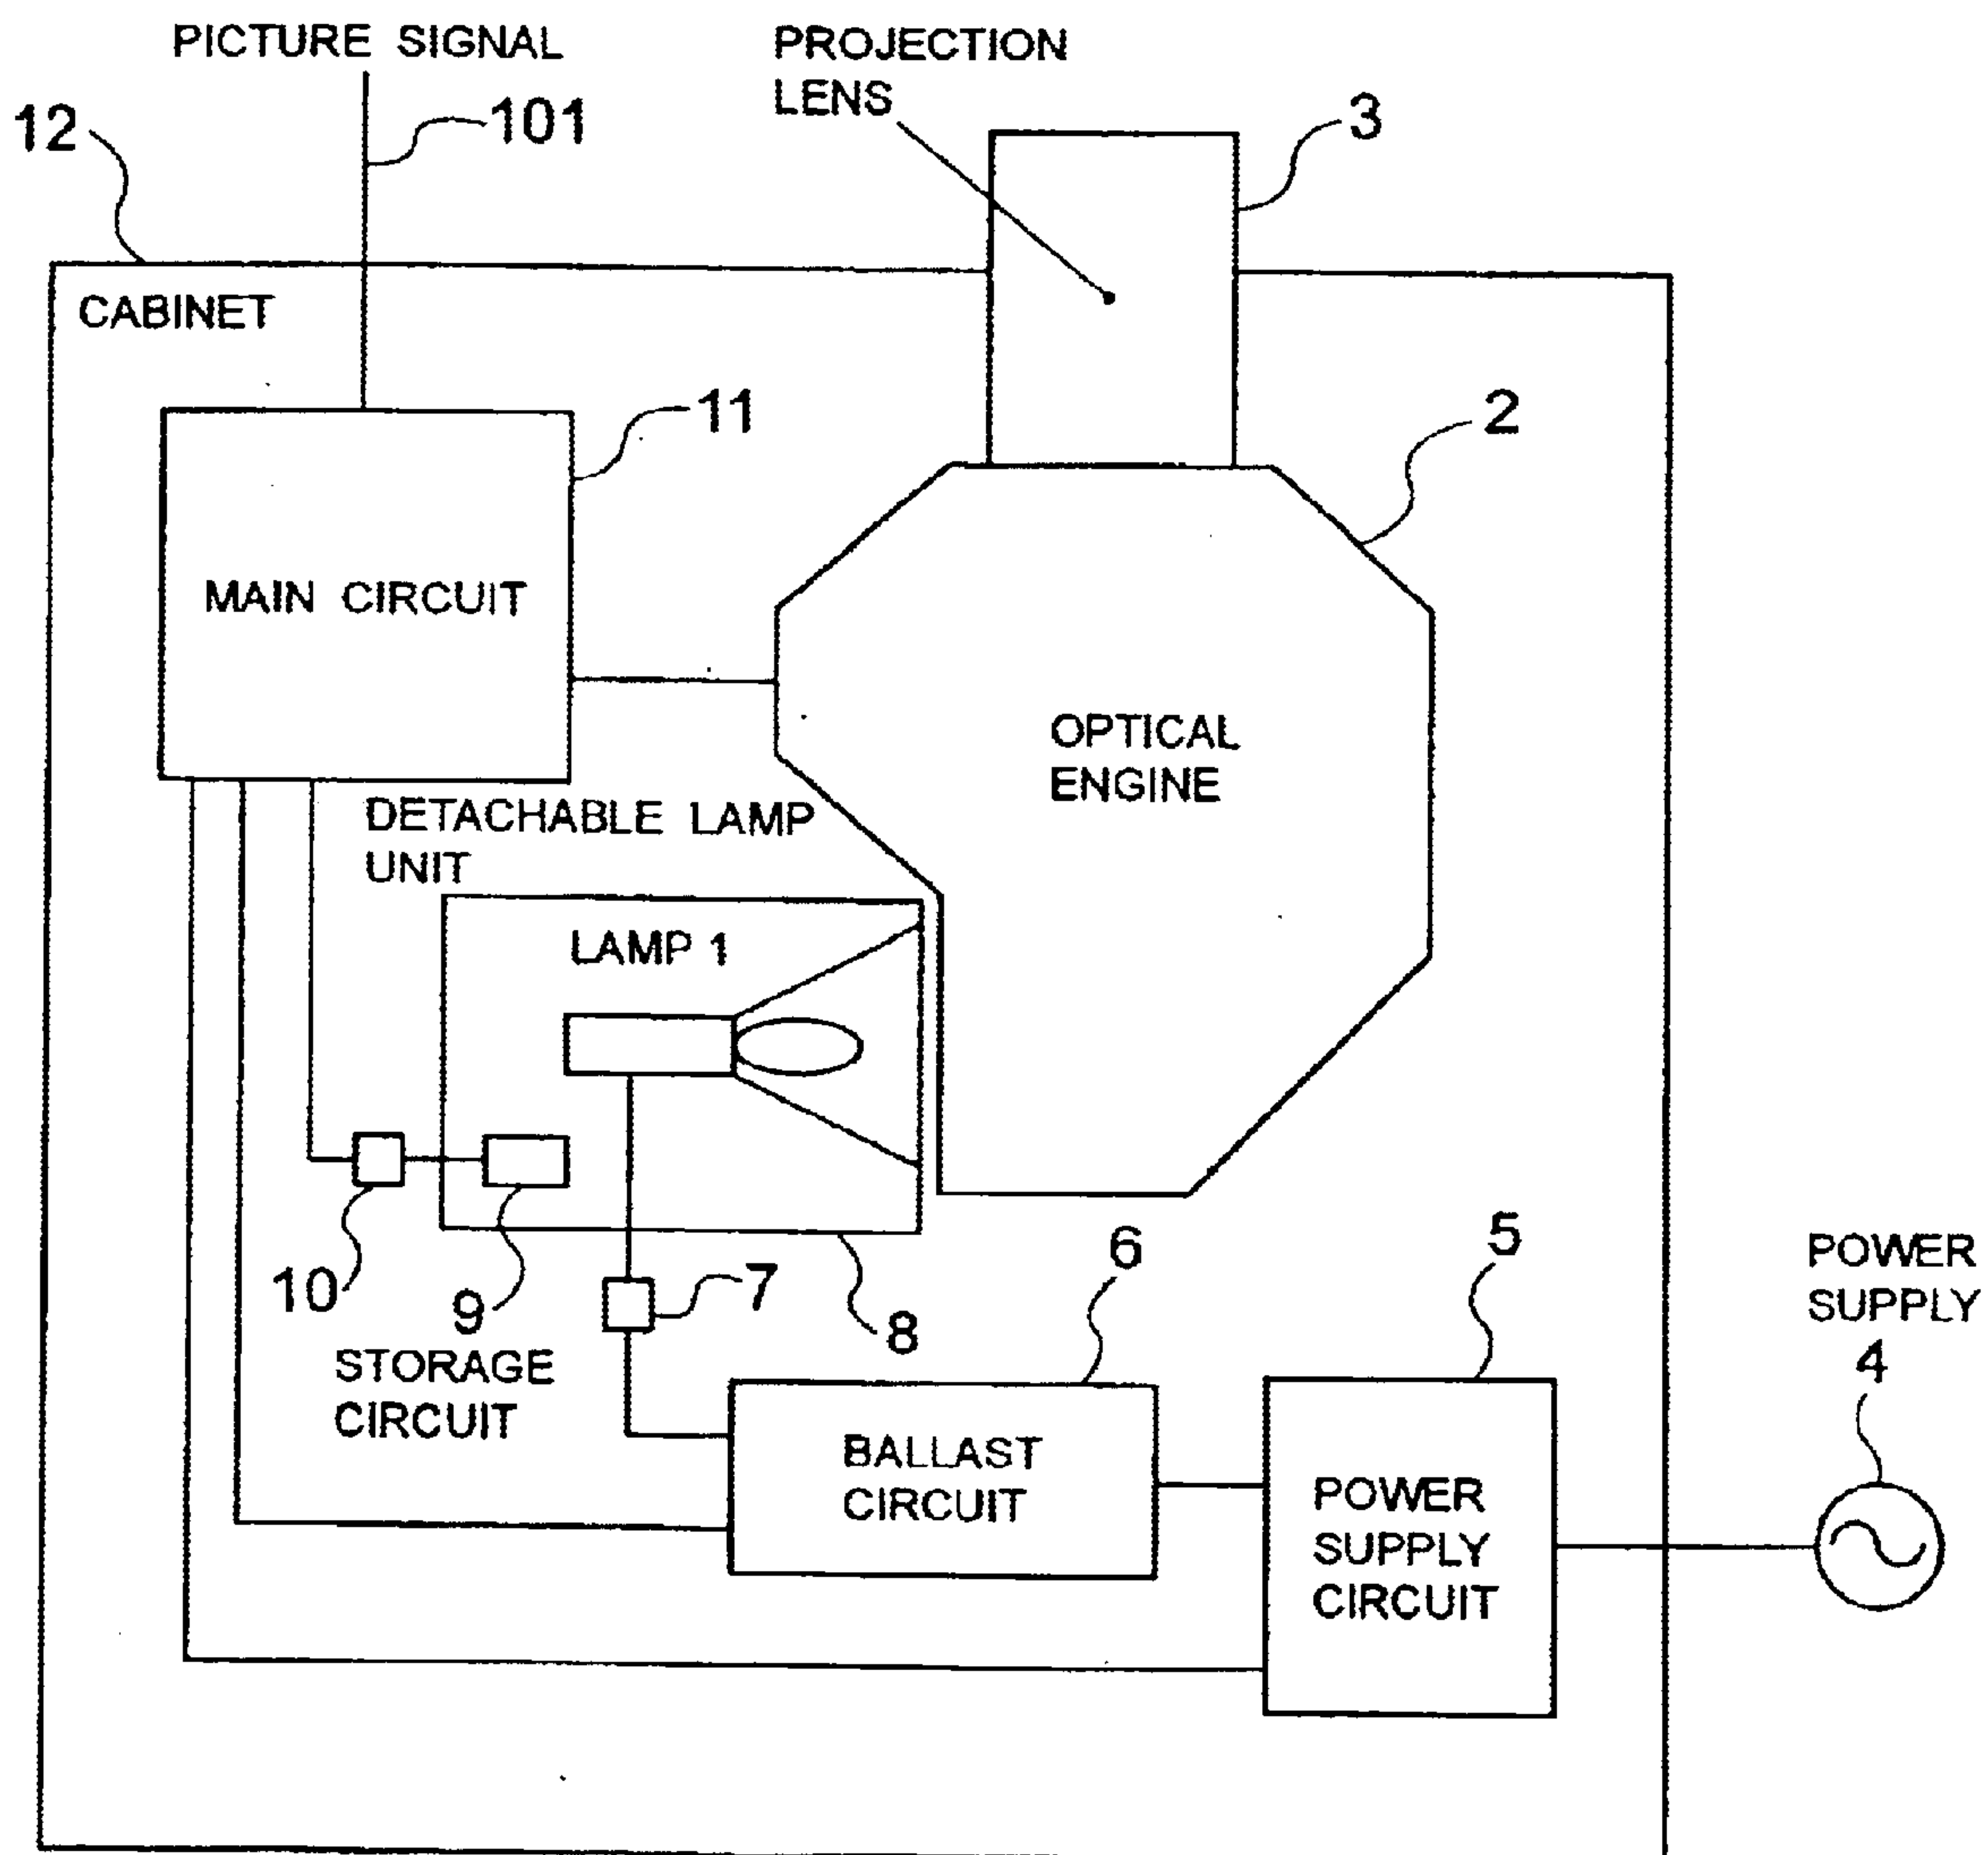 PICTURE SIGNAL
PROJECTION
LENS
12
101
3
CABINET
11
2
MAIN CIRCUIT
OPTICAL
ENGINE
DETACHABLE LAMP
UNIT
LAMP 1
10
9
7
8
6
5
POWER
SUPPLY
4
STORAGE
CIRCUIT
BALLAST
CIRCUIT
POWER
SUPPLY
CIRCUIT